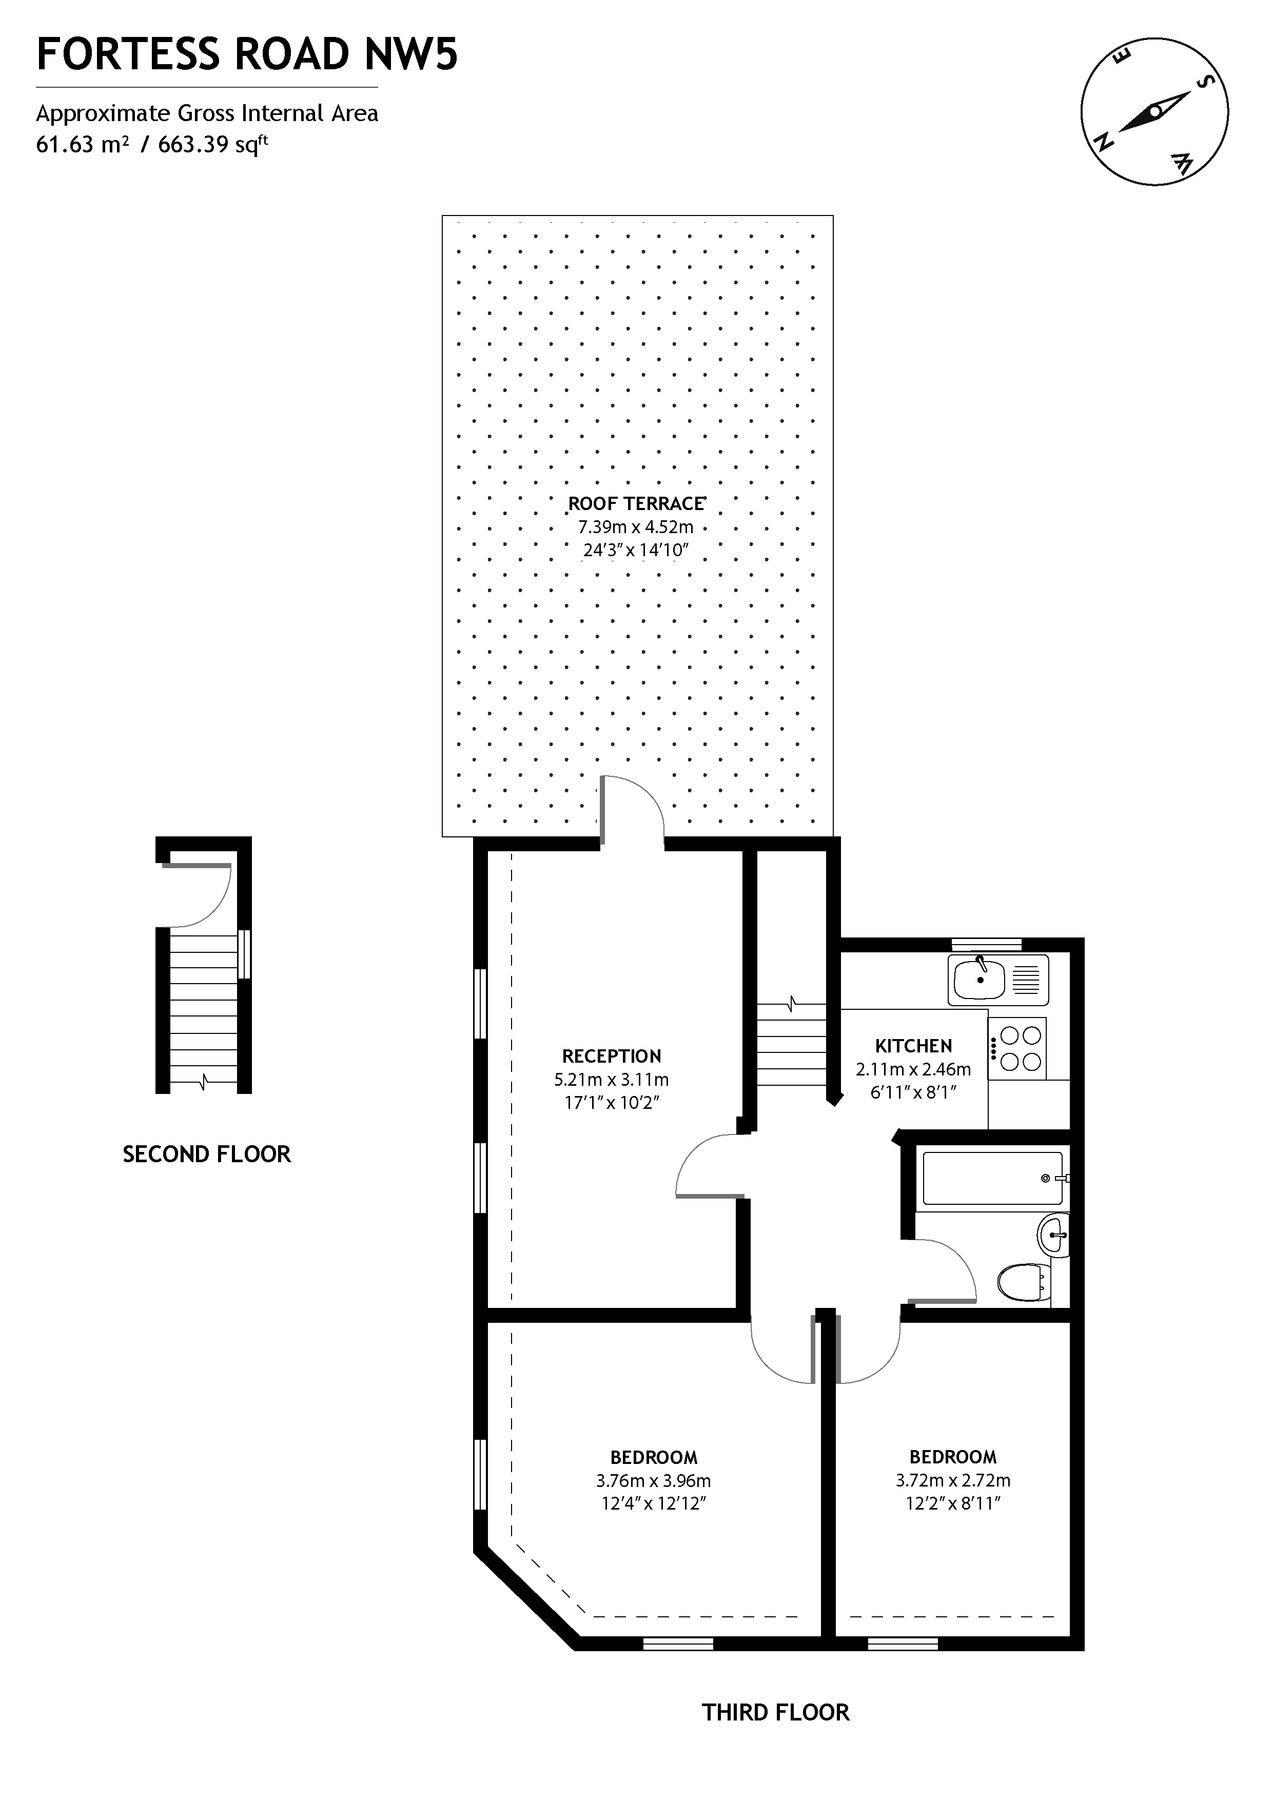 FORTESS ROAD NW5
Approximate Gross Internal Area
61.63 m² / 663.39 sqft
E
S
N
W
ROOF TERRACE
7.39m x 4.52m
24'3" x 14'10"
RECEPTION
5.21m x 3.11m
17'1" x 10'2"
KITCHEN
2.11m x 2.46m
6'11" x 8'1"
SECOND FLOOR
BEDROOM
3.76m x 3.96m
12'4" x 12'12"
BEDROOM
3.72m x 2.72m
12'2" x 8'11"
THIRD FLOOR